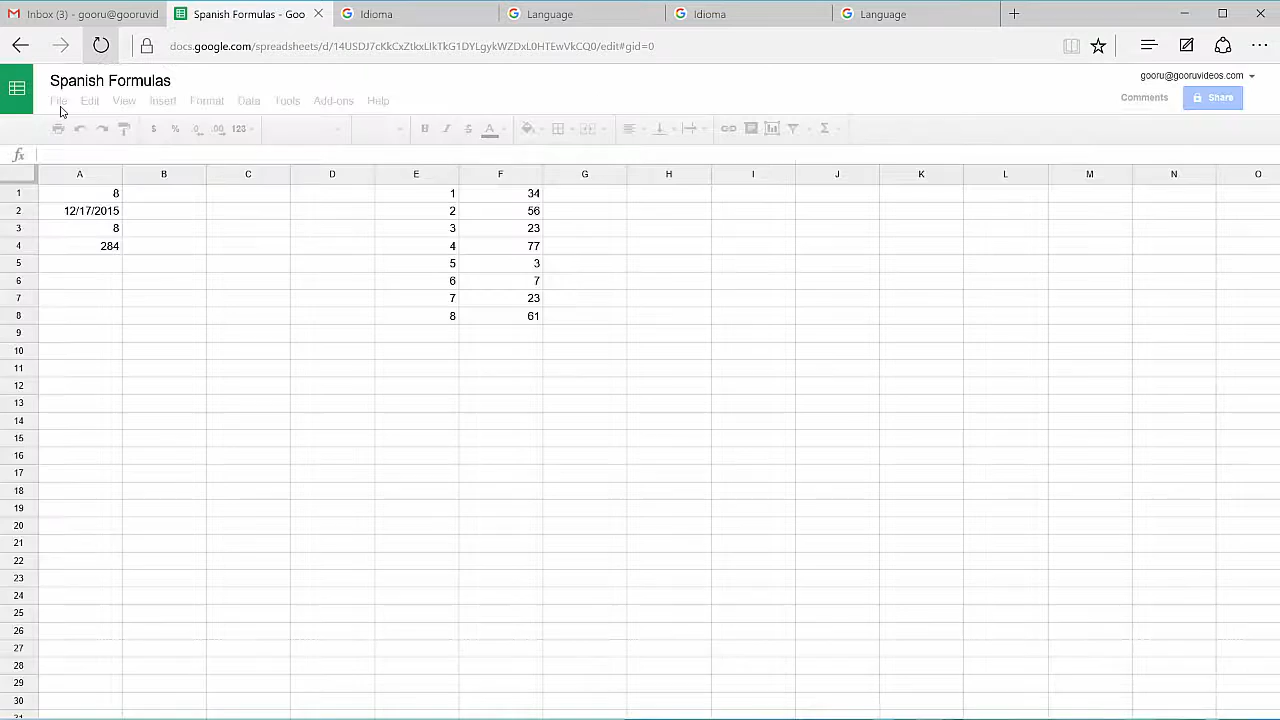 Inbox (3) - gooru@goorud
Spanish Formulas - Goo
Idioma
Language
Idioma
Language
docs.google.com/spreadsheets/d/14USDJ7cKkCxZtkxLIkTkG1DYLgykWZDxL0HTEwVkCQ0/edit#gid=0
Spanish Formulas
gooru@gooruvideos.com
File Edit View Insert Format Data Tools Add-ons Help
Comments Share
$ % .0 .00 123 B I S A Σ
fx
A B C D E F G H I J K L M N O
1 8 1 34
2 12/17/2015 2 56
3 8 3 23
4 284 4 77
5 5 3
6 6 7
7 7 23
8 8 61
9
10
11
12
13
14
15
16
17
18
19
20
21
22
23
24
25
26
27
28
29
30